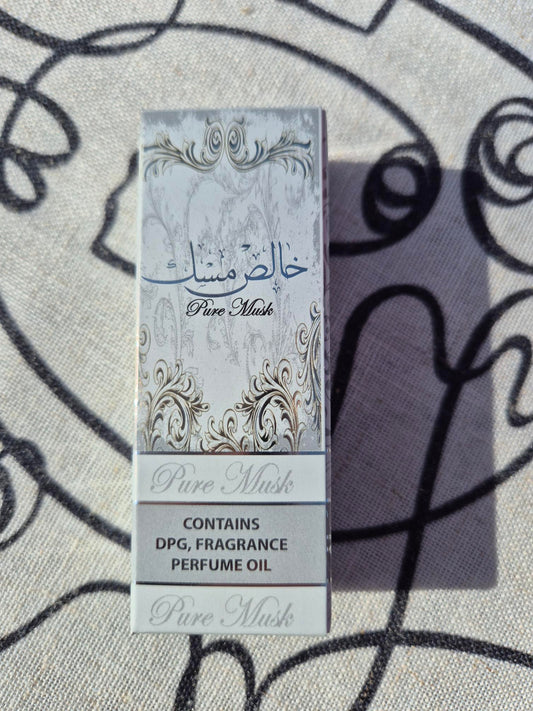 خالص مسك
Pure Musk
Pure Musk
CONTAINS
DPG, FRAGRANCE
PERFUME OIL
Pure Musk